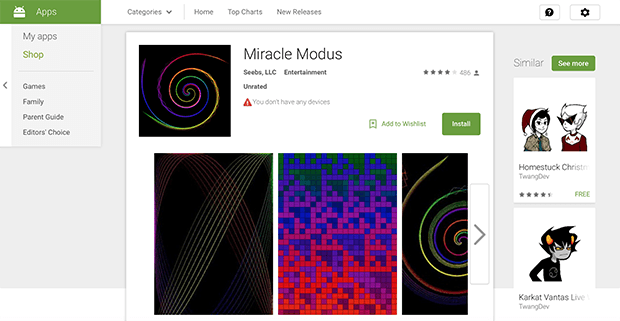 Apps
Categories
Home
Top Charts
New Releases
My apps
Shop
Games
Family
Parent Guide
Editors' Choice
Miracle Modus
Seebs, LLC Entertainment
486
Unrated
You don't have any devices
Add to Wishlist
Install
Similar
See more
Homestuck Christm
TwangDev
FREE
Karkat Vantas Live
TwangDev